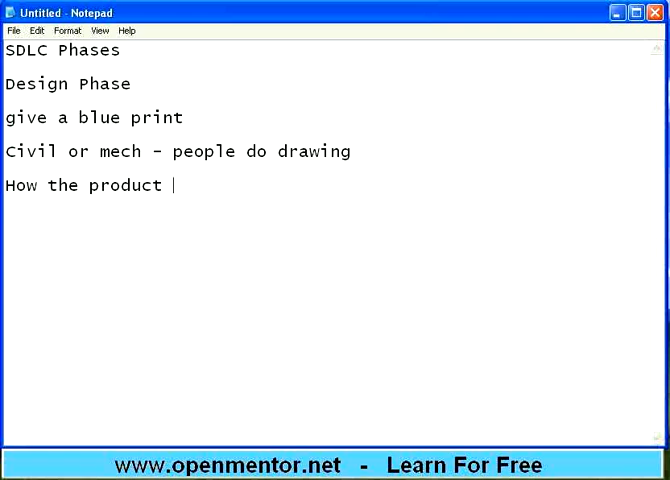 Untitled - Notepad
File Edit Format View Help
SDLC Phases
Design Phase
give a blue print
Civil or mech - people do drawing
How the product
www.openmentor.net - Learn For Free